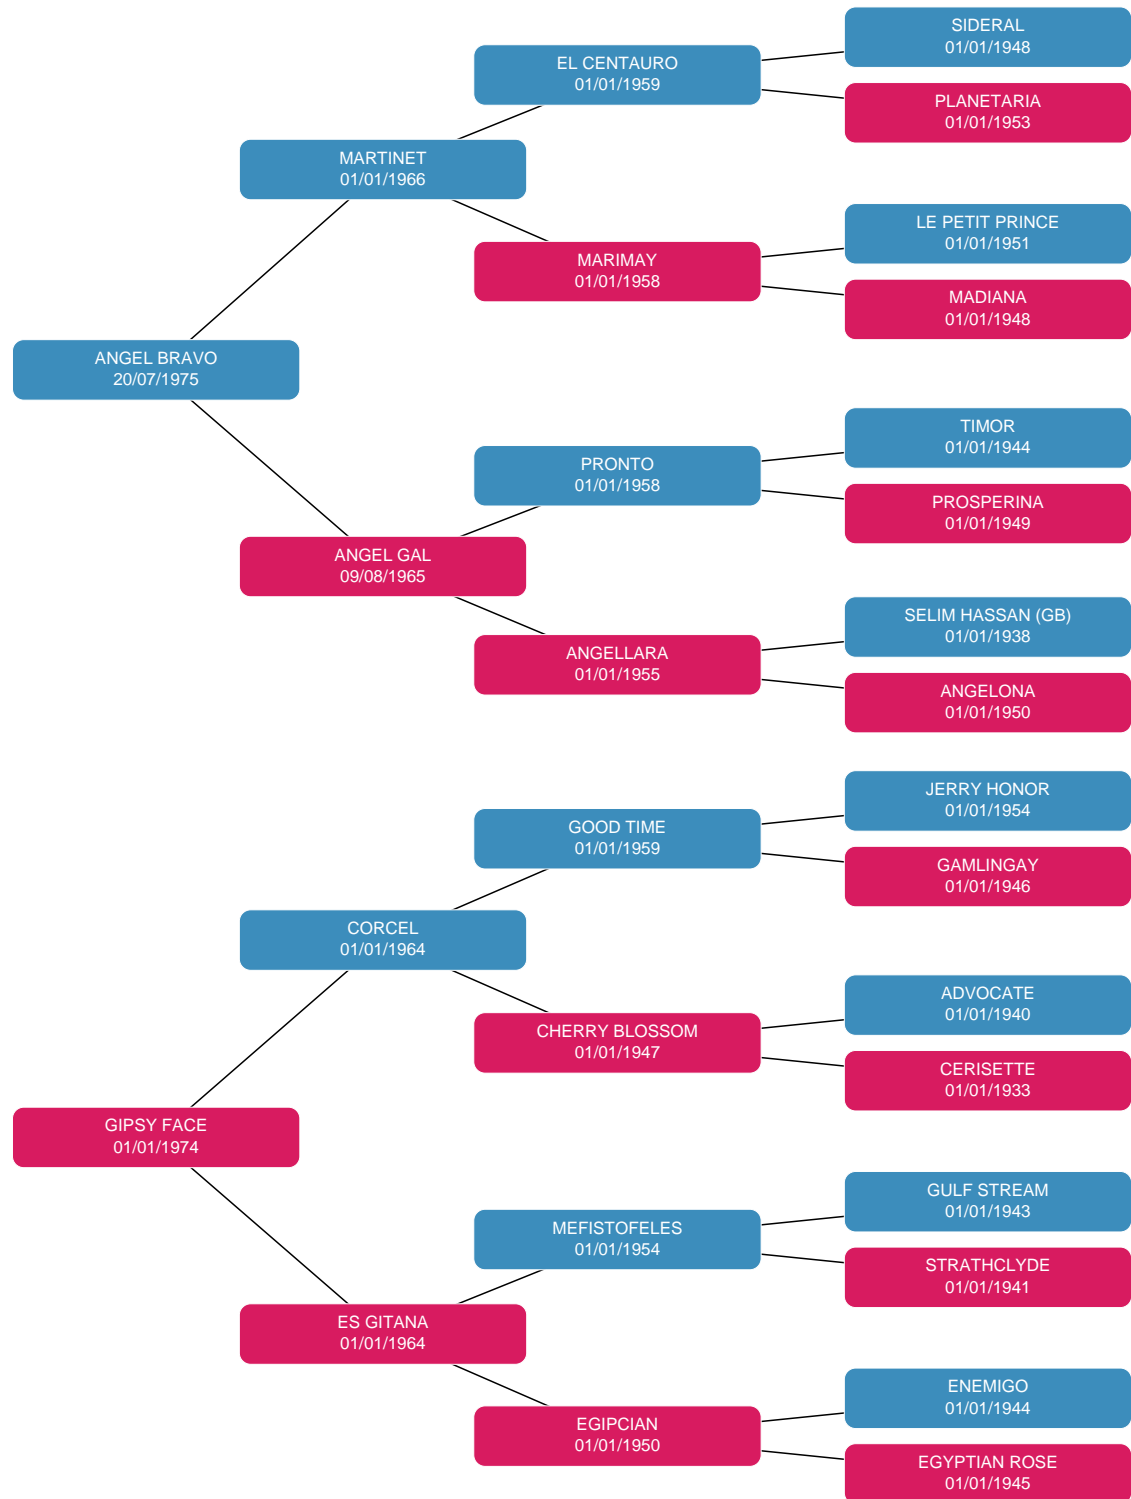 SIDERAL
01/01/1948
EL CENTAURO
01/01/1959
PLANETARIA
01/01/1953
MARTINET
01/01/1966
LE PETIT PRINCE
01/01/1951
MARIMAY
01/01/1958
MADIANA
01/01/1948
ANGEL BRAVO
20/07/1975
TIMOR
01/01/1944
PRONTO
01/01/1958
PROSPERINA
01/01/1949
ANGEL GAL
09/08/1965
SELIM HASSAN (GB)
01/01/1938
ANGELLARA
01/01/1955
ANGELONA
01/01/1950
JERRY HONOR
01/01/1954
GOOD TIME
01/01/1959
GAMLINGAY
01/01/1946
CORCEL
01/01/1964
ADVOCATE
01/01/1940
CHERRY BLOSSOM
01/01/1947
CERISETTE
01/01/1933
GIPSY FACE
01/01/1974
GULF STREAM
01/01/1943
MEFISTOFELES
01/01/1954
STRATHCLYDE
01/01/1941
ES GITANA
01/01/1964
ENEMIGO
01/01/1944
EGIPCIAN
01/01/1950
EGYPTIAN ROSE
01/01/1945